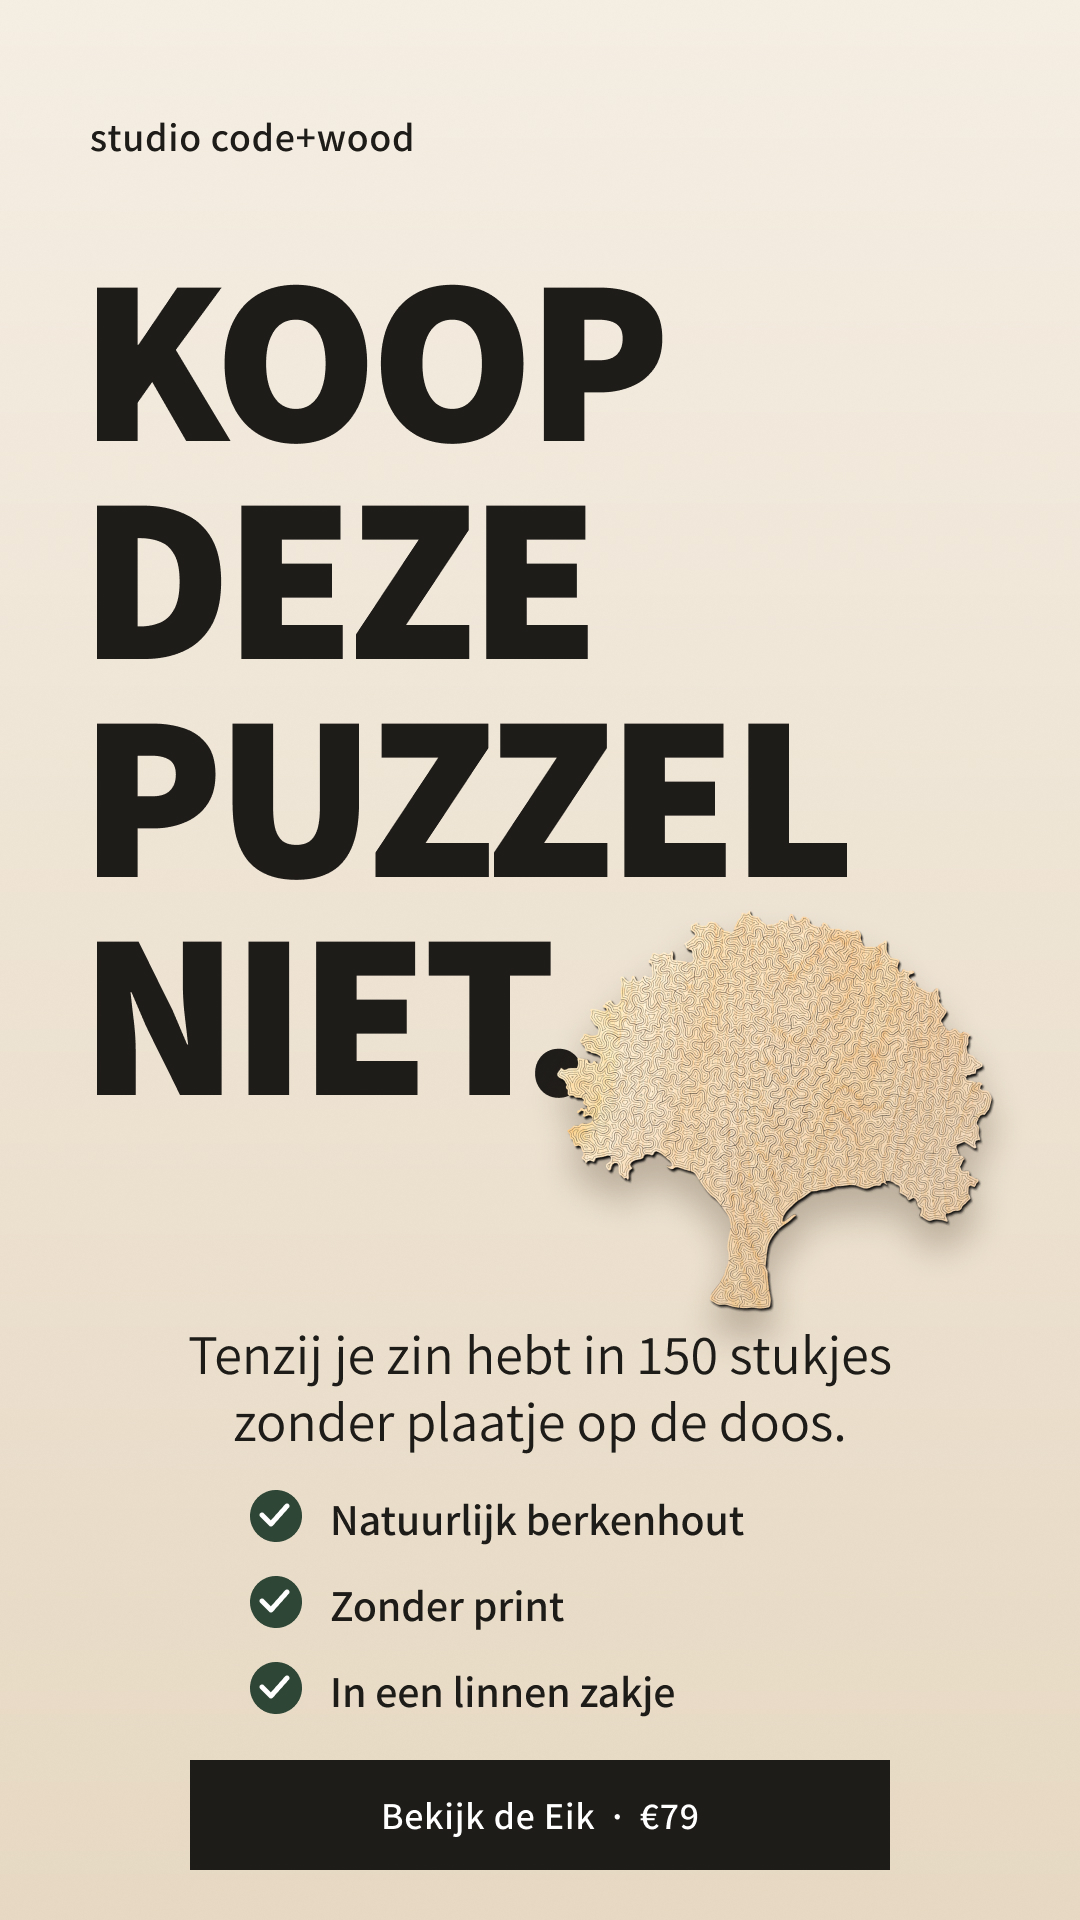 studio code+wood
KOOP
DEZE
PUZZEL
NIET.
Tenzij je zin hebt in 150 stukjes
zonder plaatje op de doos.
Natuurlijk berkenhout
Zonder print
In een linnen zakje
Bekijk de Eik · €79